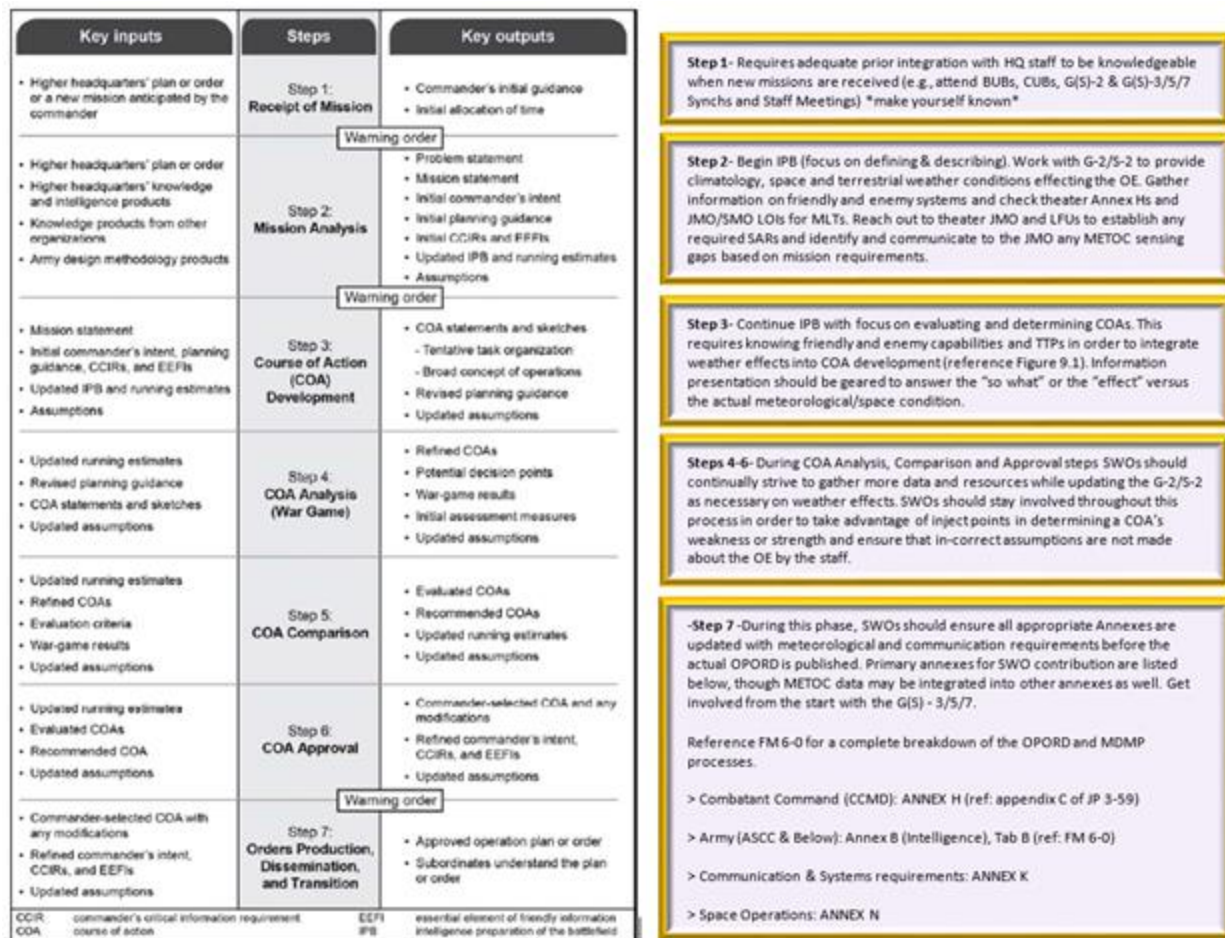 Key inputs
Steps
Key outputs
• Higher headquarters' plan or order
or a new mission anticipated by the
commander
Step 1:
Receipt of Mission
• Commander's initial guidance
• Initial allocation of time
Warning order
• Higher headquarters' plan or order
• Higher headquarters' knowledge
and intelligence products
• Knowledge products from other
organizations
• Army design methodology products
Step 2:
Mission Analysis
• Problem statement
• Mission statement
• Initial commander's intent
• Initial planning guidance
• Initial CCIRs and EEFIs
• Updated IPB and running estimates
• Assumptions
Warning order
• Mission statement
• Initial commander's intent, planning
guidance, CCIRs, and EEFIs
• Updated IPB and running estimates
• Assumptions
Step 3:
Course of Action
(COA)
Development
• COA statements and sketches
- Tentative task organization
- Broad concept of operations
• Revised planning guidance
• Updated assumptions
• Updated running estimates
• Revised planning guidance
• COA statements and sketches
• Updated assumptions
Step 4:
COA Analysis
(War Game)
• Refined COAs
• Potential decision points
• War-game results
• Initial assessment measures
• Updated assumptions
• Updated running estimates
• Refined COAs
• Evaluation criteria
• War-game results
• Updated assumptions
Step 5:
COA Comparison
• Evaluated COAs
• Recommended COAs
• Updated running estimates
• Updated assumptions
• Updated running estimates
• Evaluated COAs
• Recommended COA
• Updated assumptions
Step 6:
COA Approval
• Commander-selected COA and any
modifications
• Refined commander's intent,
CCIRs, and EEFIs
• Updated assumptions
Warning order
• Commander-selected COA with
any modifications
• Refined commander's intent,
CCIRs, and EEFIs
• Updated assumptions
Step 7:
Orders Production,
Dissemination,
and Transition
• Approved operation plan or order
• Subordinates understand the plan
or order
CCIR commander's critical information requirement EEFI essential element of friendly information
COA course of action IPB intelligence preparation of the battlefield
Step 1- Requires adequate prior integration with HQ staff to be knowledgeable
when new missions are received (e.g., attend BUBs, CUBs, G(S)-2 & G(S)-3/5/7
Synchs and Staff Meetings) *make yourself known*
Step 2- Begin IPB (focus on defining & describing). Work with G-2/S-2 to provide
climatology, space and terrestrial weather conditions effecting the OE. Gather
information on friendly and enemy systems and check theater Annex Hs and
JMO/SMO LOIs for MLTs. Reach out to theater JMO and LFUs to establish any
required SARs and identify and communicate to the JMO any METOC sensing
gaps based on mission requirements.
Step 3- Continue IPB with focus on evaluating and determining COAs. This
requires knowing friendly and enemy capabilities and TTPs in order to integrate
weather effects into COA development (reference Figure 9.1). Information
presentation should be geared to answer the "so what" or the "effect" versus
the actual meteorological/space condition.
Steps 4-6- During COA Analysis, Comparison and Approval steps SWOs should
continually strive to gather more data and resources while updating the G-2/S-2
as necessary on weather effects. SWOs should stay involved throughout this
process in order to take advantage of inject points in determining a COA's
weakness or strength and ensure that in-correct assumptions are not made
about the OE by the staff.
-Step 7 -During this phase, SWOs should ensure all appropriate Annexes are
updated with meteorological and communication requirements before the
actual OPORD is published. Primary annexes for SWO contribution are listed
below, though METOC data may be integrated into other annexes as well. Get
involved from the start with the G(S) - 3/5/7.
Reference FM 6-0 for a complete breakdown of the OPORD and MDMP
processes.
> Combatant Command (CCMD): ANNEX H (ref: appendix C of JP 3-59)
> Army (ASCC & Below): Annex B (Intelligence), Tab B (ref: FM 6-0)
> Communication & Systems requirements: ANNEX K
> Space Operations: ANNEX N